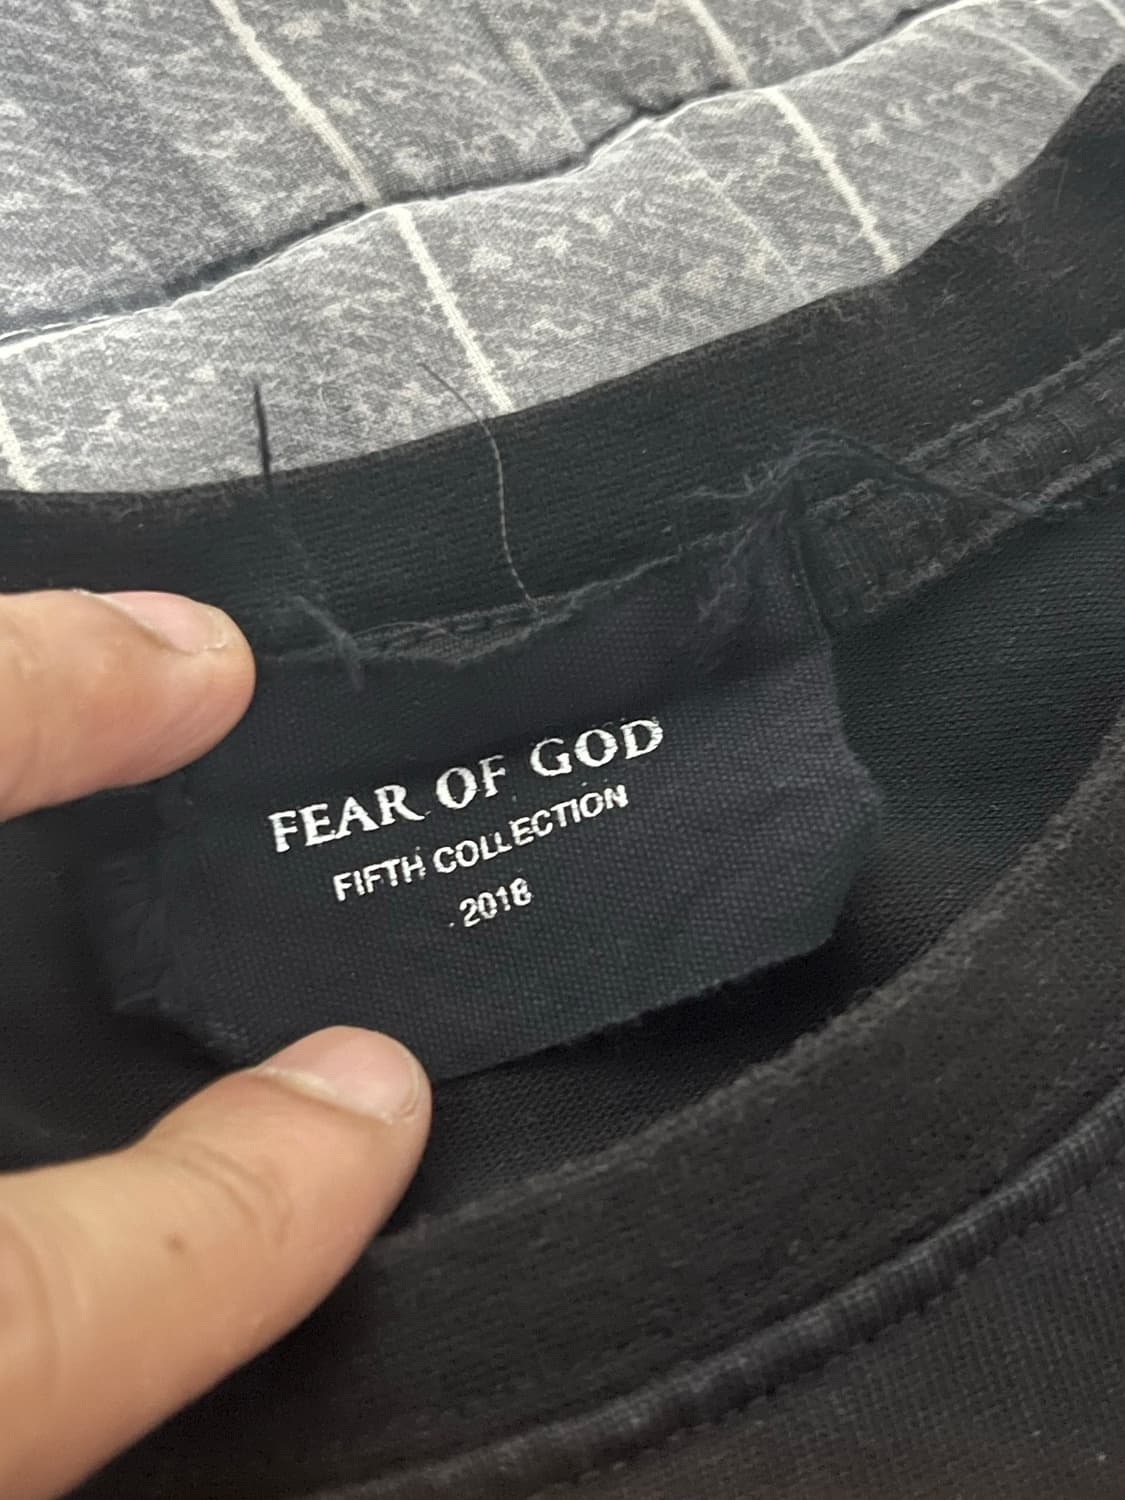 FEAR OF GOD
FIFTH COLLECTION
2018